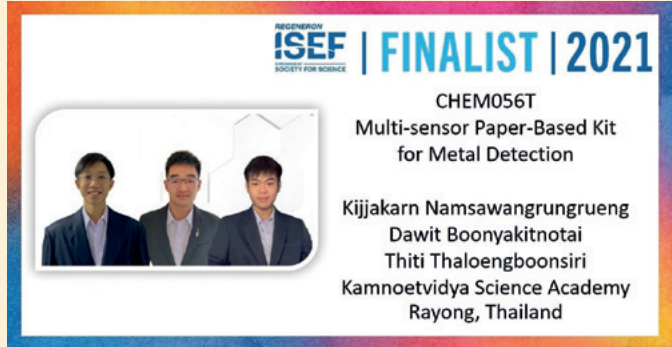 REGENERON
ISEF | FINALIST | 2021
SOCIETY FOR SCIENCE
CHEM056T
Multi-sensor Paper-Based Kit
for Metal Detection
Kijjakarn Namsawangrungrueng
Dawit Boonyakitnotai
Thiti Thaloengboonsiri
Kamnoetvidya Science Academy
Rayong, Thailand